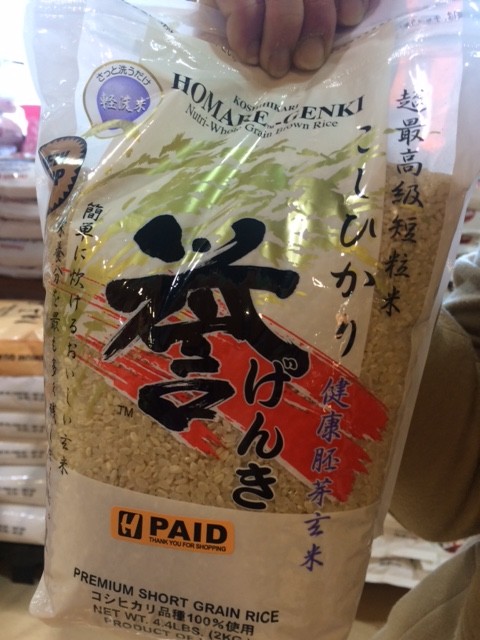 さっと洗うだけ
軽洗米
KOSHIHIKARI
HOMARE-GENKI
Nutri-Whole Grain Brown Rice
超最高級短粒米
こしひかり
誉げんき
TM
簡単に炊けるおいしい玄米
健康胚芽玄米
H PAID
THANK YOU FOR SHOPPING
PREMIUM SHORT GRAIN RICE
コシヒカリ品種100%使用
NET WT. 4.4LBS. (2KG
PRODUCT OF